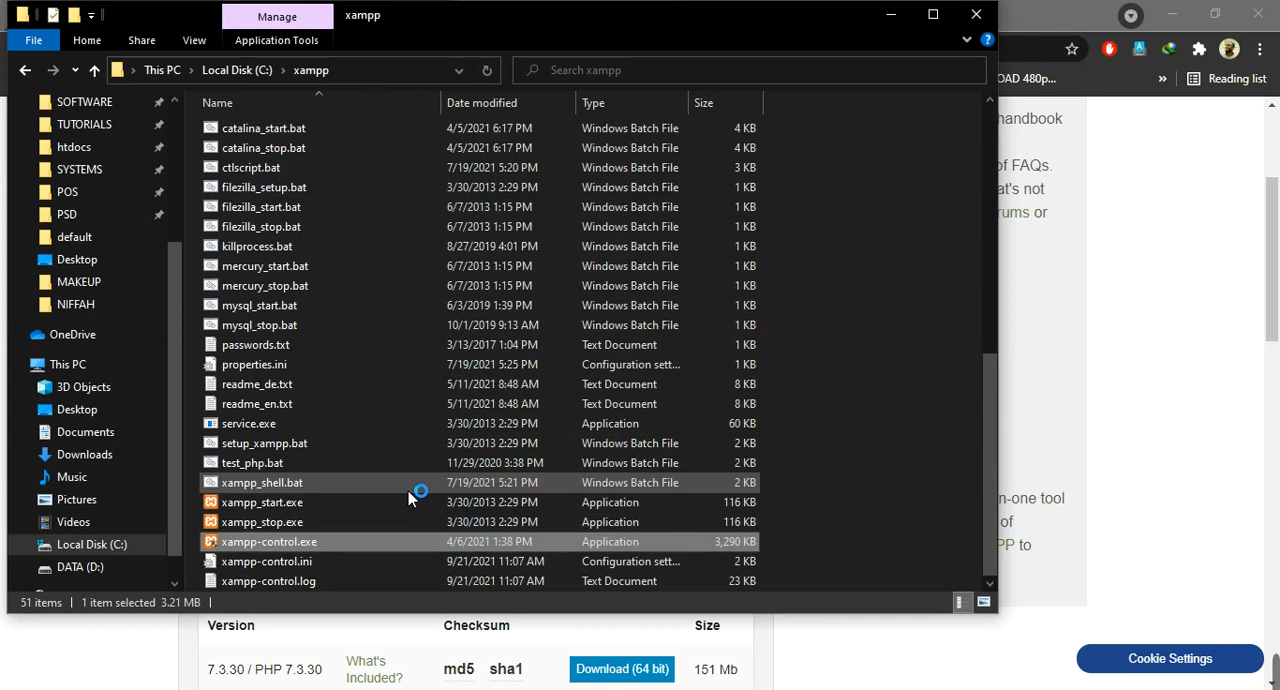 Manage
xampp
File
Home
Share
View
Application Tools
This PC > Local Disk (C:) > xampp
Search xampp
OAD 480p...
»
Reading list
SOFTWARE
TUTORIALS
htdocs
SYSTEMS
POS
PSD
default
Desktop
MAKEUP
NIFFAH
OneDrive
This PC
3D Objects
Desktop
Documents
Downloads
Music
Pictures
Videos
Local Disk (C:)
DATA (D:)
Name Date modified Type Size
catalina_start.bat 4/5/2021 6:17 PM Windows Batch File 4 KB
catalina_stop.bat 4/5/2021 6:17 PM Windows Batch File 4 KB
ctlscript.bat 7/19/2021 5:20 PM Windows Batch File 3 KB
filezilla_setup.bat 3/30/2013 2:29 PM Windows Batch File 1 KB
filezilla_start.bat 6/7/2013 1:15 PM Windows Batch File 1 KB
filezilla_stop.bat 6/7/2013 1:15 PM Windows Batch File 1 KB
killprocess.bat 8/27/2019 4:01 PM Windows Batch File 1 KB
mercury_start.bat 6/7/2013 1:15 PM Windows Batch File 1 KB
mercury_stop.bat 6/7/2013 1:15 PM Windows Batch File 1 KB
mysql_start.bat 6/3/2019 1:39 PM Windows Batch File 1 KB
mysql_stop.bat 10/1/2019 9:13 AM Windows Batch File 1 KB
passwords.txt 3/13/2017 1:04 PM Text Document 1 KB
properties.ini 7/19/2021 5:25 PM Configuration sett... 1 KB
readme_de.txt 5/11/2021 8:48 AM Text Document 8 KB
readme_en.txt 5/11/2021 8:48 AM Text Document 8 KB
service.exe 3/30/2013 2:29 PM Application 60 KB
setup_xampp.bat 3/30/2013 2:29 PM Windows Batch File 2 KB
test_php.bat 11/29/2020 3:38 PM Windows Batch File 2 KB
xampp_shell.bat 7/19/2021 5:21 PM Windows Batch File 2 KB
xampp_start.exe 3/30/2013 2:29 PM Application 116 KB
xampp_stop.exe 3/30/2013 2:29 PM Application 116 KB
xampp-control.exe 4/6/2021 1:38 PM Application 3,290 KB
xampp-control.ini 9/21/2021 11:07 AM Configuration sett... 2 KB
xampp-control.log 9/21/2021 11:07 AM Text Document 23 KB
51 items 1 item selected 3.21 MB
handbook
of FAQs.
at's not
rums or
n-one tool
of
PP to
Version Checksum Size
7.3.30 / PHP 7.3.30 What's Included? md5 sha1 Download (64 bit) 151 Mb
Cookie Settings